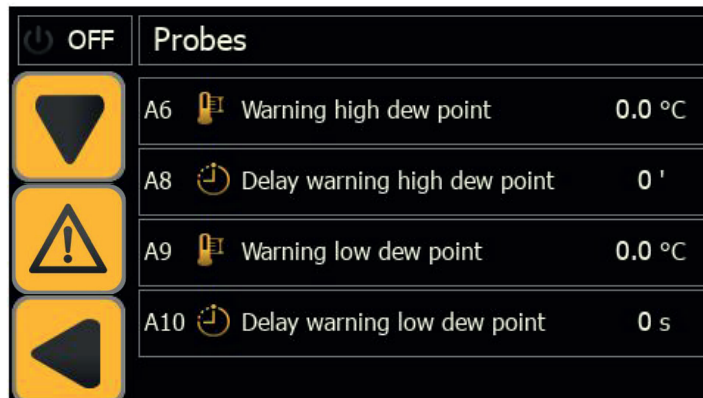 OFF Probes
A6 Warning high dew point 0.0 °C
A8 Delay warning high dew point 0 '
A9 Warning low dew point 0.0 °C
A10 Delay warning low dew point 0 s